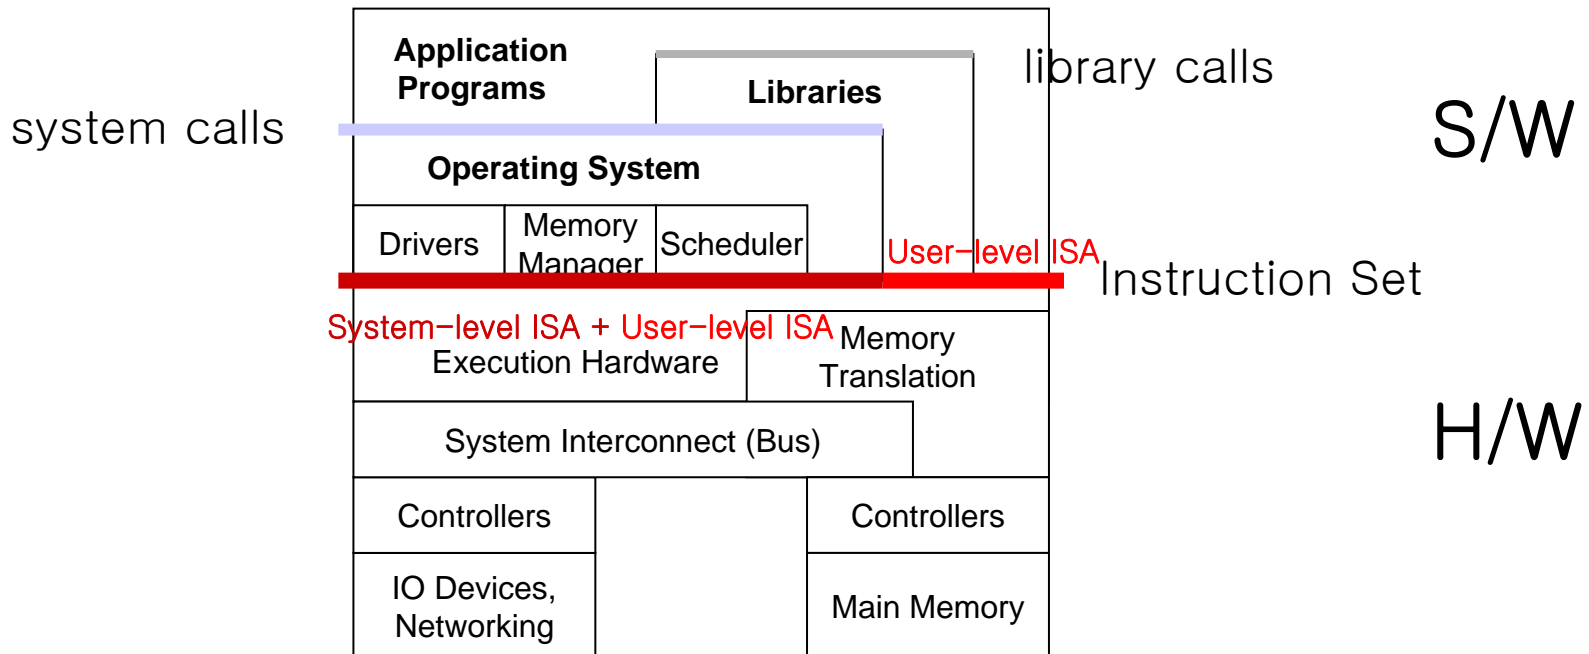 Application
Programs
Libraries
library calls
system calls
S/W
Operating System
Drivers
Memory
Manager
Scheduler
User-level ISA
Instruction Set
System-level ISA + User-level ISA
Execution Hardware
Memory
Translation
System Interconnect (Bus)
H/W
Controllers
Controllers
IO Devices,
Networking
Main Memory